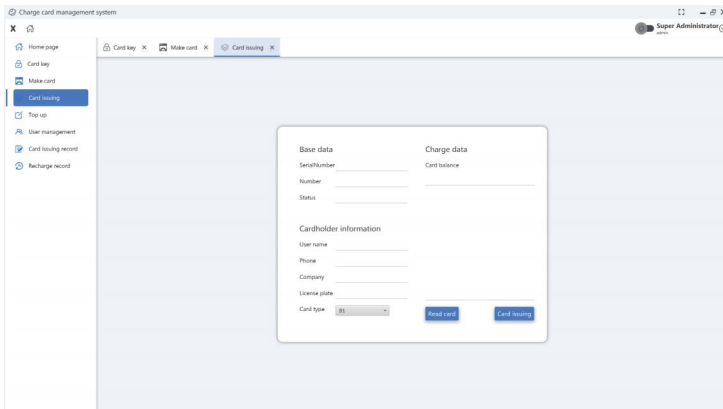 Charge card management system
Super Administrator
admin
Home page
Card key
Make card
Card issuing
Top up
User management
Card issuing record
Recharge record
Card key X
Make card X
Card issuing X
Base data
SerialNumber
Number
Status
Charge data
Card balance
Cardholder information
User name
Phone
Company
License plate
Card type B1
Read card
Card issuing